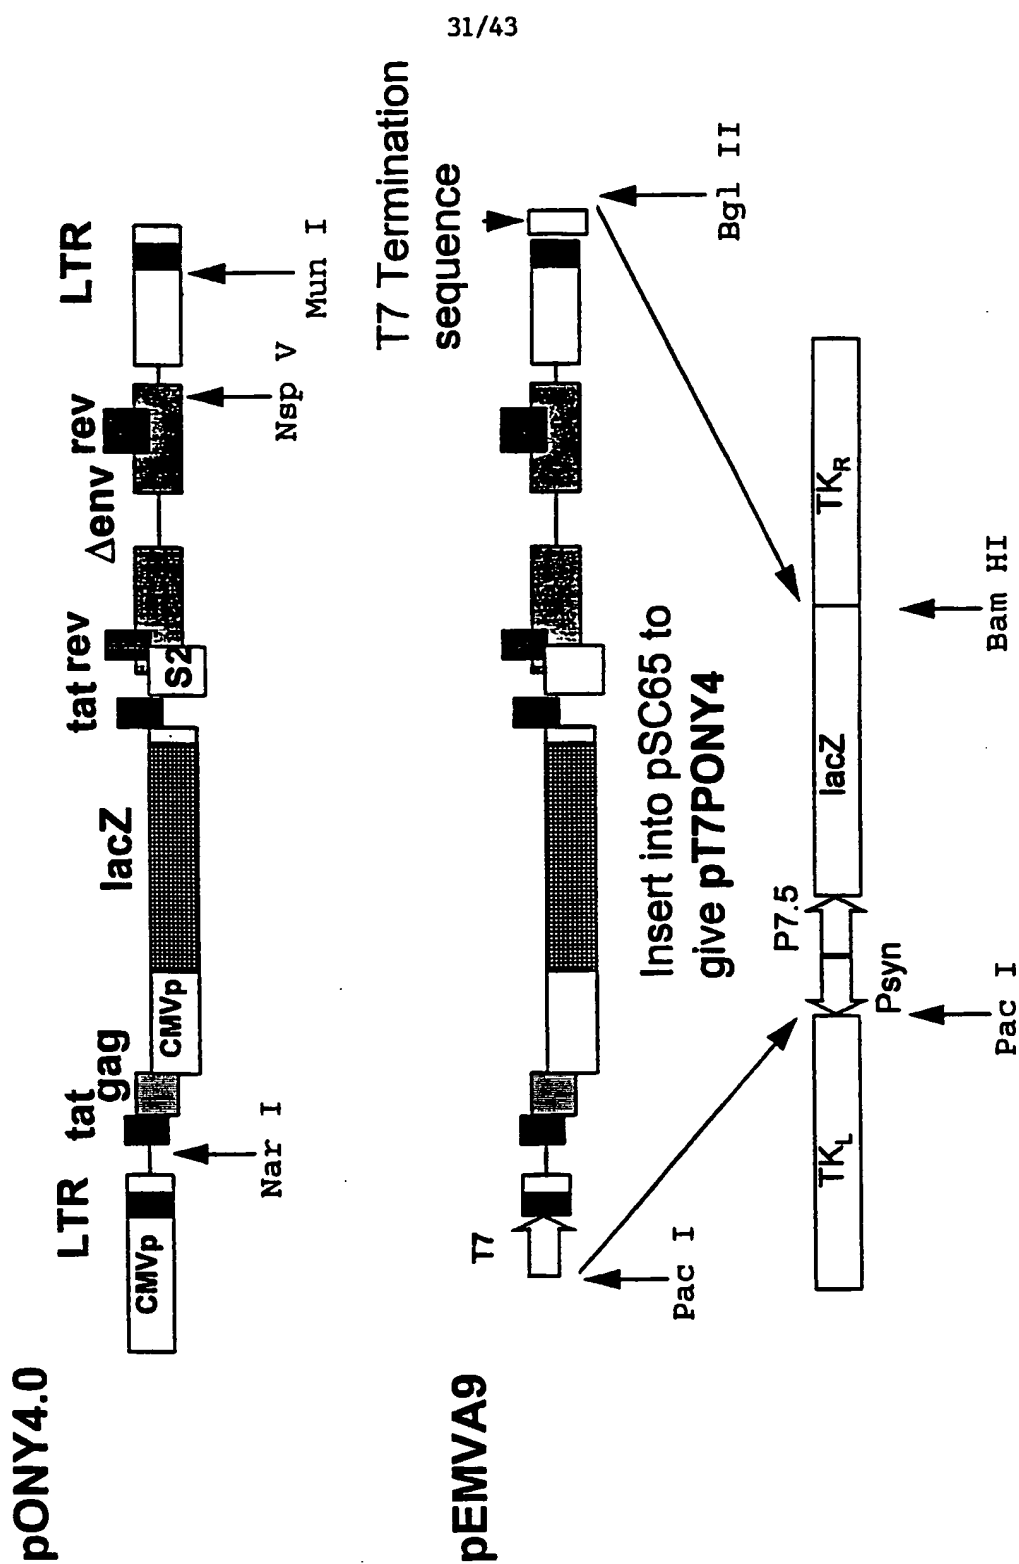 31/43
pONY4.0
LTR
tat
gag
lacZ
tat rev
Δenv
rev
LTR
CMVp
CMVp
S2
Nar I
Nsp V
Mun I
pEMVA9
T7
T7 Termination
sequence
Pac I
Bgl II
Insert into pSC65 to
give pT7PONY4
TKL
Psyn
P7.5
lacZ
TKR
Pac I
Bam HI